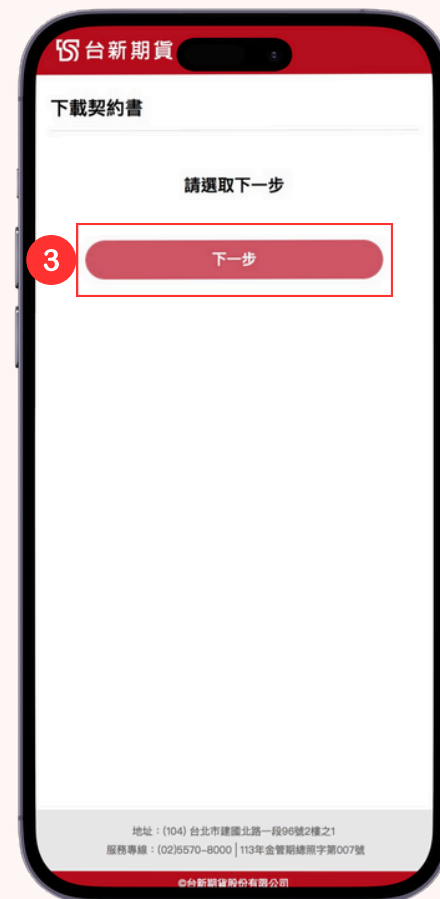 台新期貨
下載契約書
請選取下一步
3
下一步
地址：(104) 台北市建國北路一段96號2樓之1
服務專線：(02)5570-8000 | 113年金管期總照字第007號
©台新期貨股份有限公司